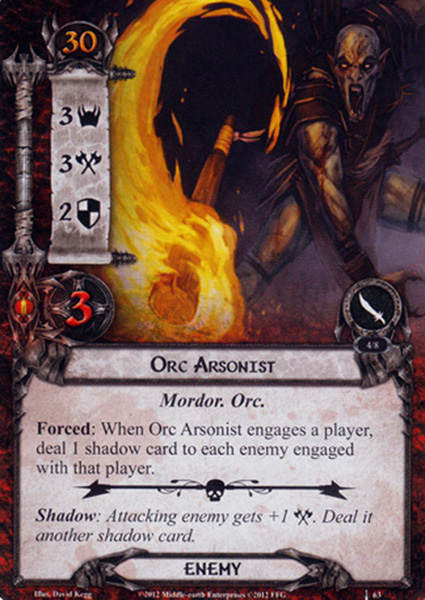 30
3
3
2
3
4/8
ORC ARSONIST
Mordor. Orc.
Forced: When Orc Arsonist engages a player,
deal 1 shadow card to each enemy engaged
with that player.
Shadow: Attacking enemy gets +1 . Deal it
another shadow card.
ENEMY
Illus. David Kegg ©2012 Middle-earth Enterprises ©2012 FFG 63